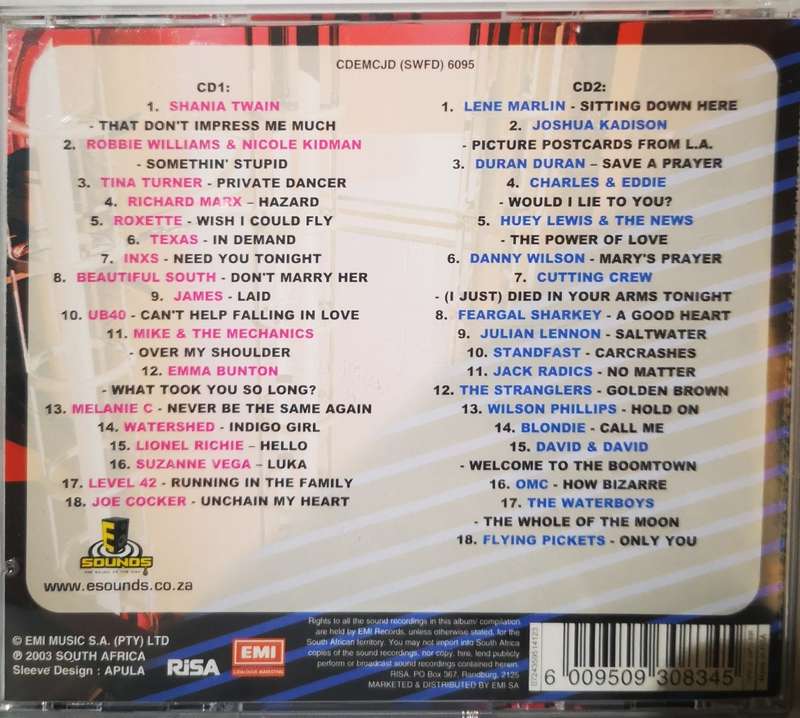 CDEMCJD (SWFD) 6095
CD1:
1. SHANIA TWAIN
- THAT DON'T IMPRESS ME MUCH
2. ROBBIE WILLIAMS & NICOLE KIDMAN
- SOMETHIN' STUPID
3. TINA TURNER - PRIVATE DANCER
4. RICHARD MARX – HAZARD
5. ROXETTE - WISH I COULD FLY
6. TEXAS - IN DEMAND
7. INXS - NEED YOU TONIGHT
8. BEAUTIFUL SOUTH - DON'T MARRY HER
9. JAMES - LAID
10. UB40 - CAN'T HELP FALLING IN LOVE
11. MIKE & THE MECHANICS
- OVER MY SHOULDER
12. EMMA BUNTON
- WHAT TOOK YOU SO LONG?
13. MELANIE C - NEVER BE THE SAME AGAIN
14. WATERSHED - INDIGO GIRL
15. LIONEL RICHIE – HELLO
16. SUZANNE VEGA – LUKA
17. LEVEL 42 - RUNNING IN THE FAMILY
18. JOE COCKER - UNCHAIN MY HEART
CD2:
1. LENE MARLIN - SITTING DOWN HERE
2. JOSHUA KADISON
- PICTURE POSTCARDS FROM L.A.
3. DURAN DURAN – SAVE A PRAYER
4. CHARLES & EDDIE
- WOULD I LIE TO YOU?
5. HUEY LEWIS & THE NEWS
- THE POWER OF LOVE
6. DANNY WILSON - MARY'S PRAYER
7. CUTTING CREW
- (I JUST) DIED IN YOUR ARMS TONIGHT
8. FEARGAL SHARKEY - A GOOD HEART
9. JULIAN LENNON - SALTWATER
10. STANDFAST - CARCRASHES
11. JACK RADICS - NO MATTER
12. THE STRANGLERS - GOLDEN BROWN
13. WILSON PHILLIPS - HOLD ON
14. BLONDIE - CALL ME
15. DAVID & DAVID
- WELCOME TO THE BOOMTOWN
16. OMC - HOW BIZARRE
17. THE WATERBOYS
- THE WHOLE OF THE MOON
18. FLYING PICKETS - ONLY YOU
E
SOUNDS
www.esounds.co.za
© EMI MUSIC S.A. (PTY) LTD
℗ 2003 SOUTH AFRICA
Sleeve Design : APULA
RiSA
EMI
Rights to all the sound recordings in this album/ compilation
are held by EMI Records, unless otherwise stated, for the
South African territory. You may not import into South Africa
copies of the sound recordings, nor copy, hire, lend publicly
perform or broadcast sound recordings contained herein.
RISA. PO Box 367, Randburg, 2125
MARKETED & DISTRIBUTED BY EMI SA
6 009509 308345